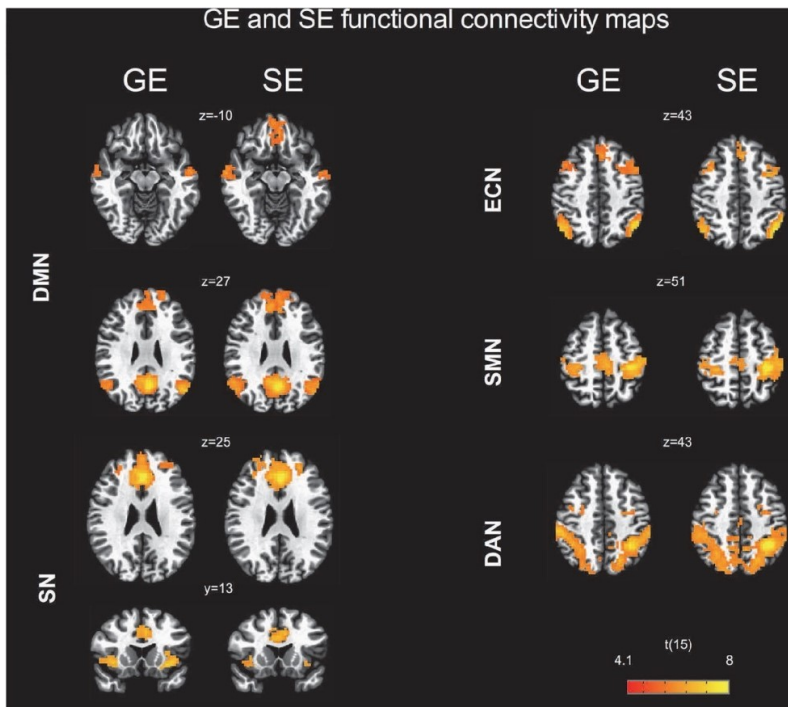 GE and SE functional connectivity maps
GE SE
z=-10
DMN
z=27
z=25
SN
y=13
GE SE
z=43
ECN
z=51
SMN
z=43
DAN
t(15)
4.1 8